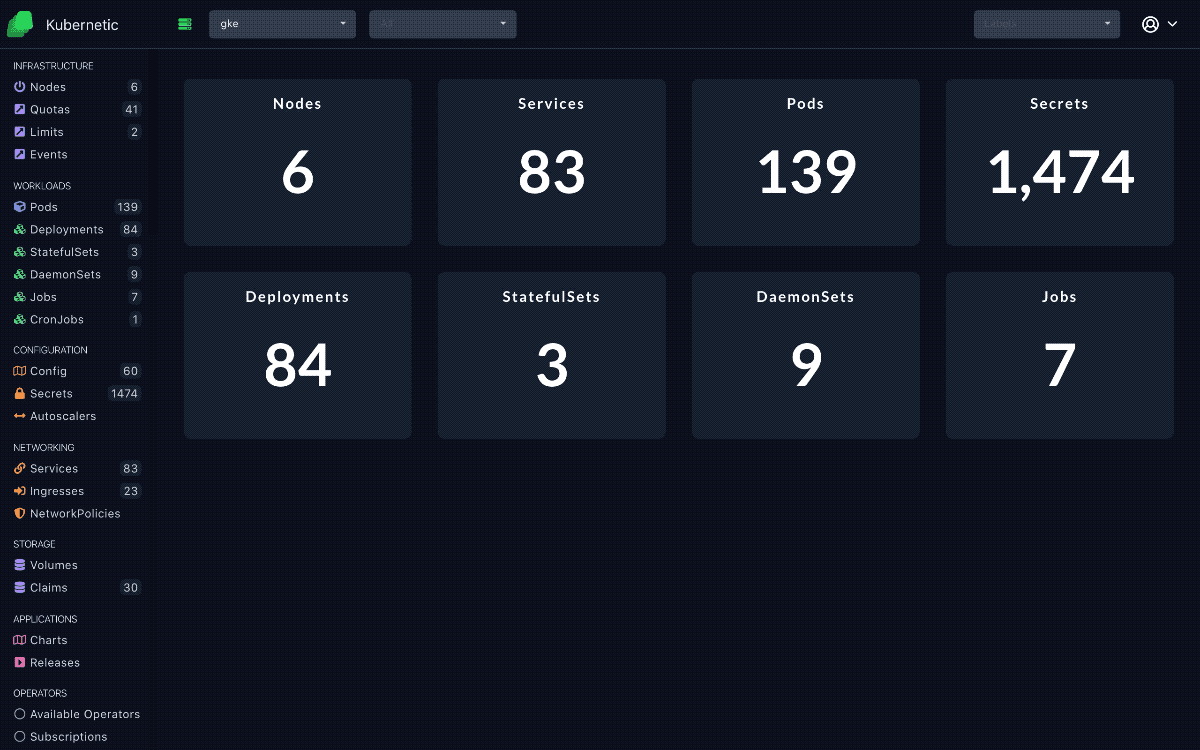 Kubernetic
gke
All
Labels
INFRASTRUCTURE
Nodes 6
Quotas 41
Limits 2
Events
WORKLOADS
Pods 139
Deployments 84
StatefulSets 3
DaemonSets 9
Jobs 7
CronJobs 1
CONFIGURATION
Config 60
Secrets 1474
Autoscalers
NETWORKING
Services 83
Ingresses 23
NetworkPolicies
STORAGE
Volumes
Claims 30
APPLICATIONS
Charts
Releases
OPERATORS
Available Operators
Subscriptions
Nodes
6
Services
83
Pods
139
Secrets
1,474
Deployments
84
StatefulSets
3
DaemonSets
9
Jobs
7